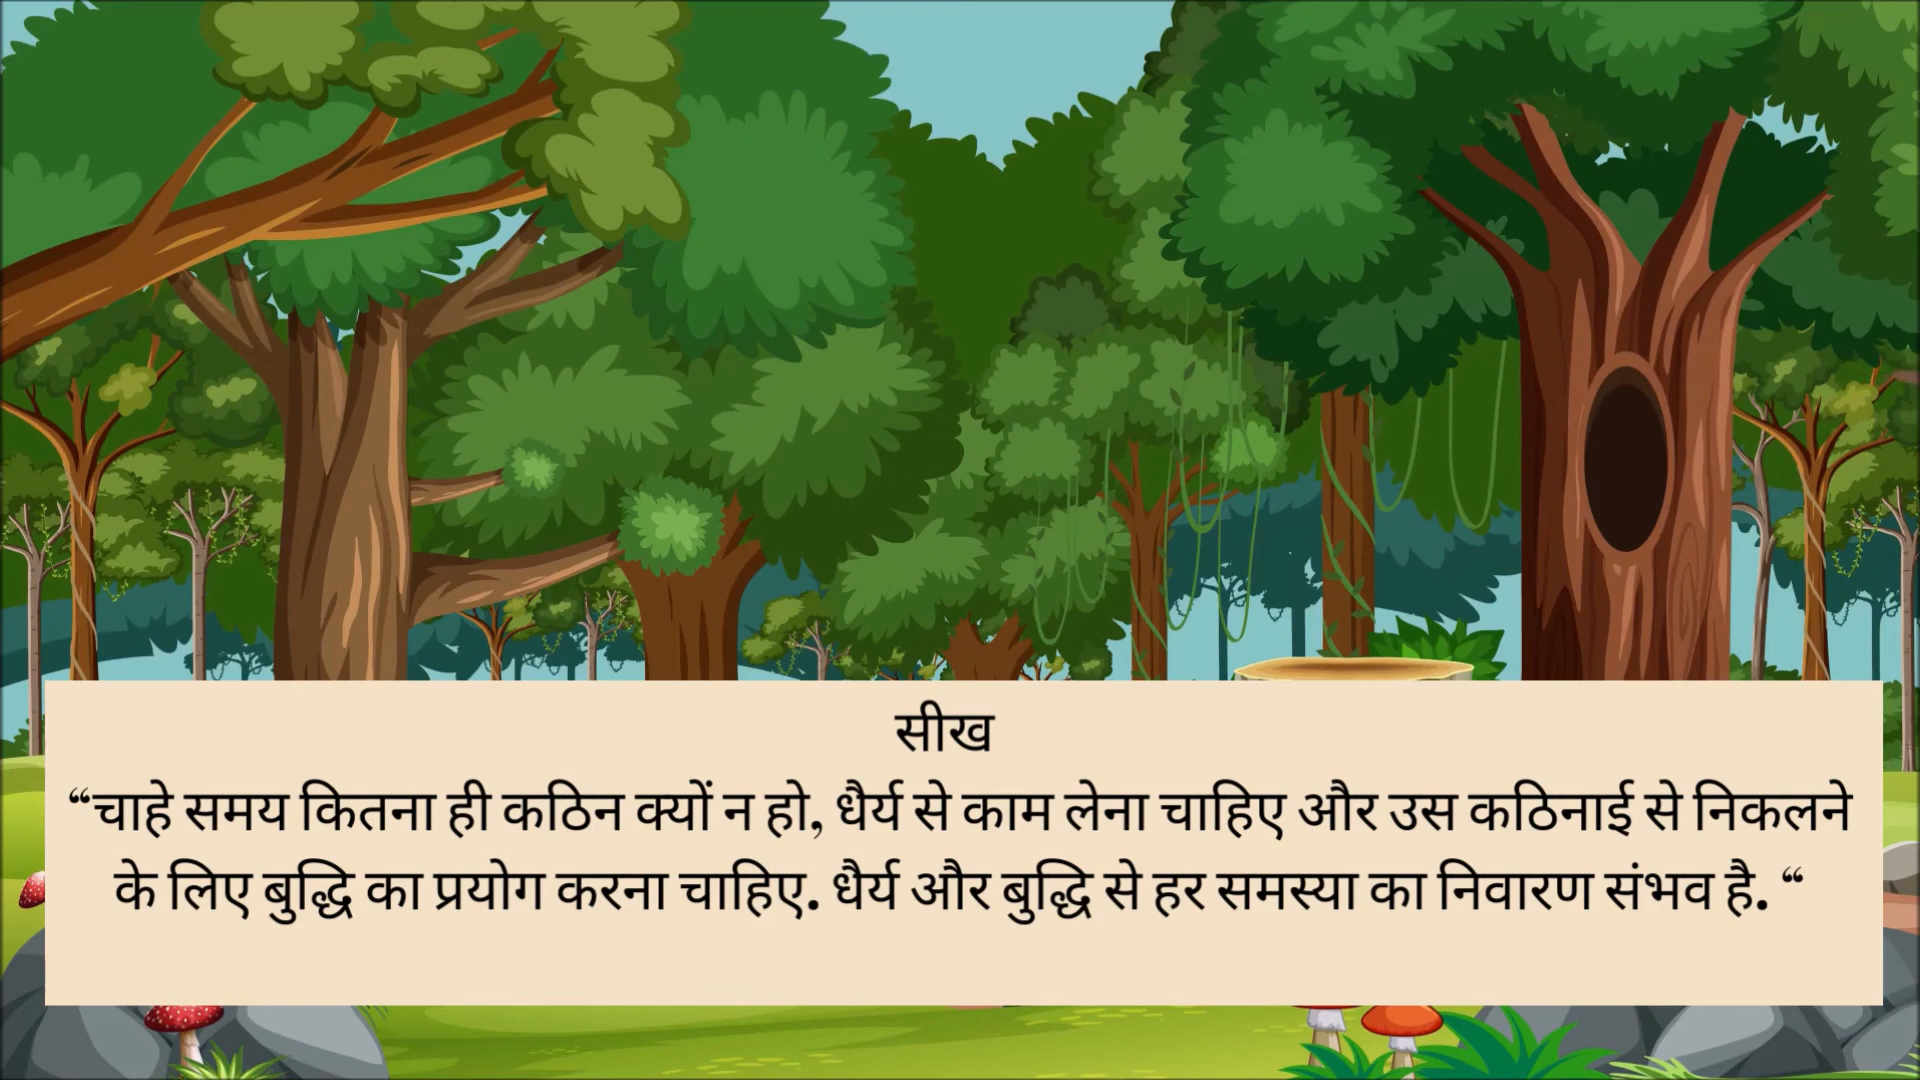 सीख
“चाहे समय कितना ही कठिन क्यों न हो, धैर्य से काम लेना चाहिए और उस कठिनाई से निकलने
के लिए बुद्धि का प्रयोग करना चाहिए. धैर्य और बुद्धि से हर समस्या का निवारण संभव है. “